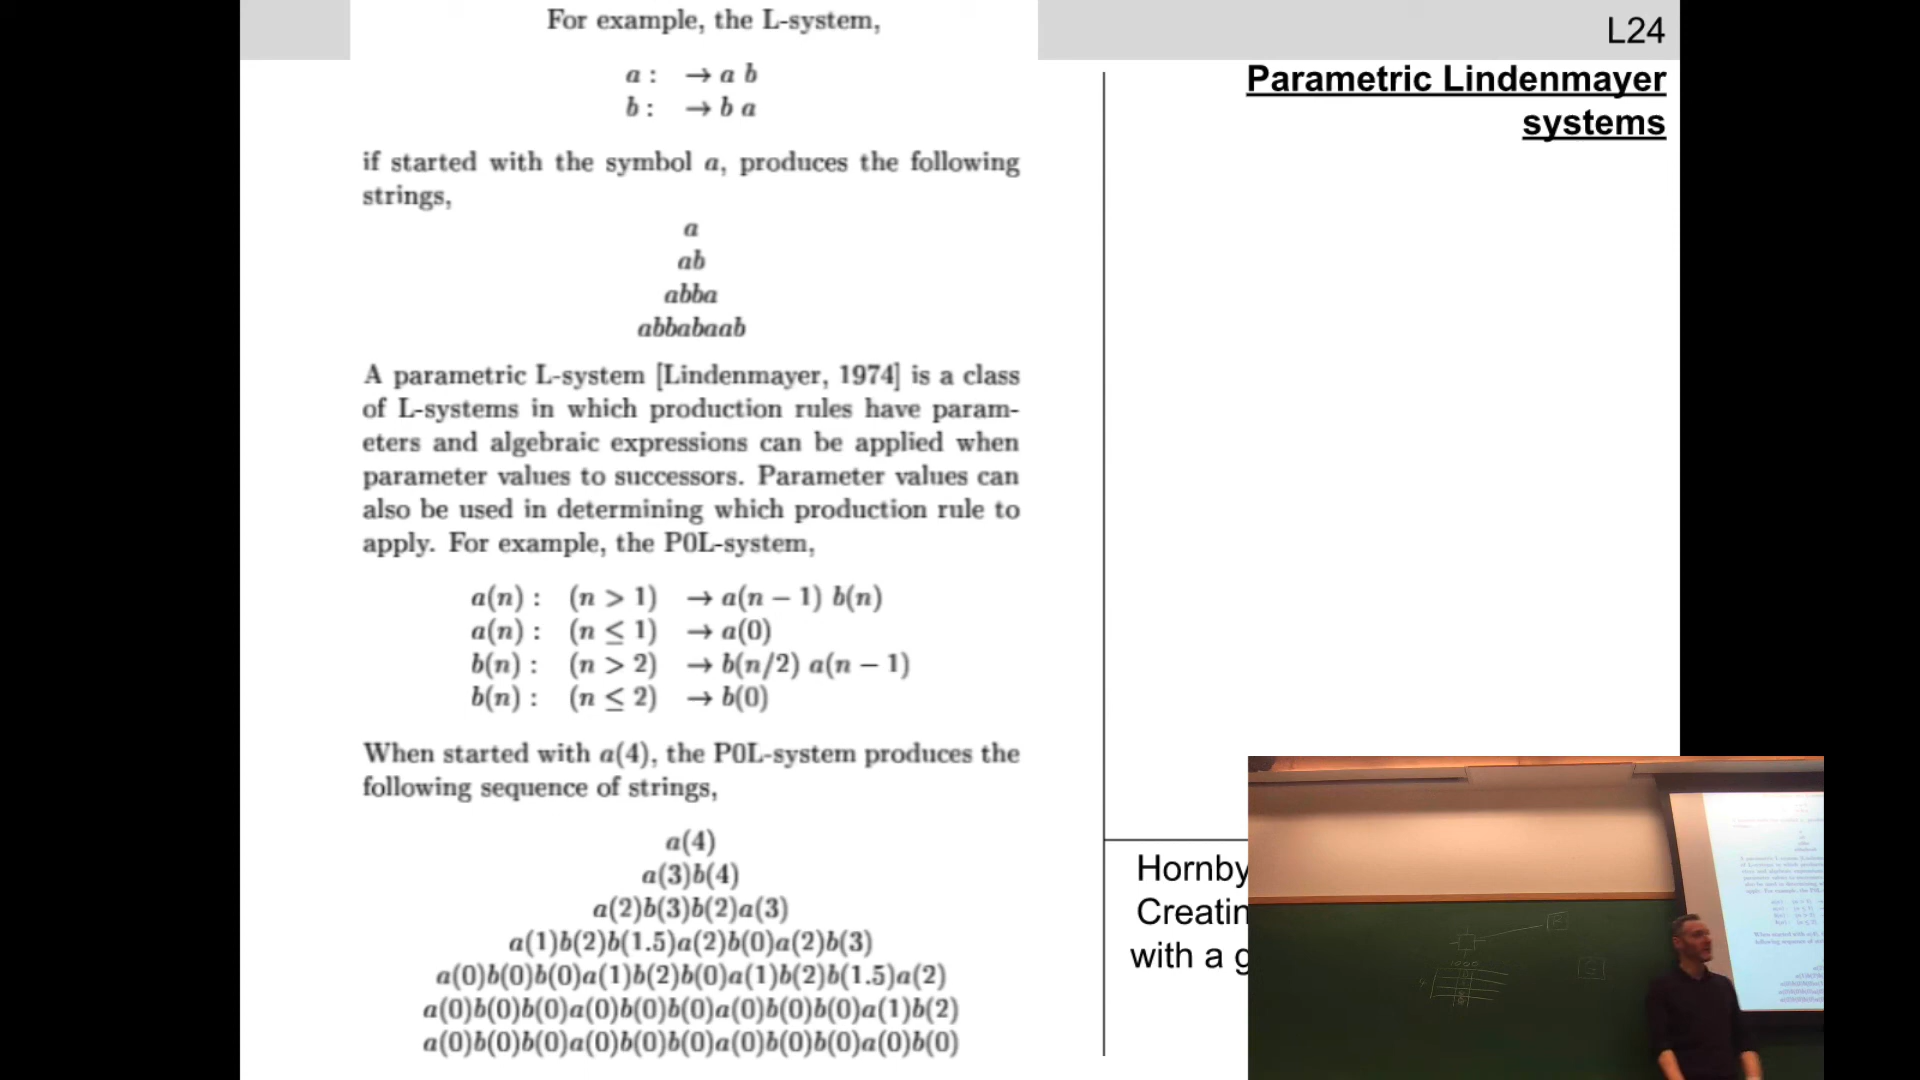 For example, the L-system,
a : → a b
b : → b a
if started with the symbol a, produces the following
strings,
a
ab
abba
abbabaab
A parametric L-system [Lindenmayer, 1974] is a class
of L-systems in which production rules have param-
eters and algebraic expressions can be applied when
parameter values to successors. Parameter values can
also be used in determining which production rule to
apply. For example, the P0L-system,
a(n) : (n > 1) → a(n − 1) b(n)
a(n) : (n ≤ 1) → a(0)
b(n) : (n > 2) → b(n/2) a(n − 1)
b(n) : (n ≤ 2) → b(0)
When started with a(4), the P0L-system produces the
following sequence of strings,
a(4)
a(3)b(4)
a(2)b(3)b(2)a(3)
a(1)b(2)b(1.5)a(2)b(0)a(2)b(3)
a(0)b(0)b(0)a(1)b(2)b(0)a(1)b(2)b(1.5)a(2)
a(0)b(0)b(0)a(0)b(0)b(0)a(0)b(0)b(0)a(1)b(2)
a(0)b(0)b(0)a(0)b(0)b(0)a(0)b(0)b(0)a(0)b(0)
L24
Parametric Lindenmayer
systems
Hornby
Creatin
with a g